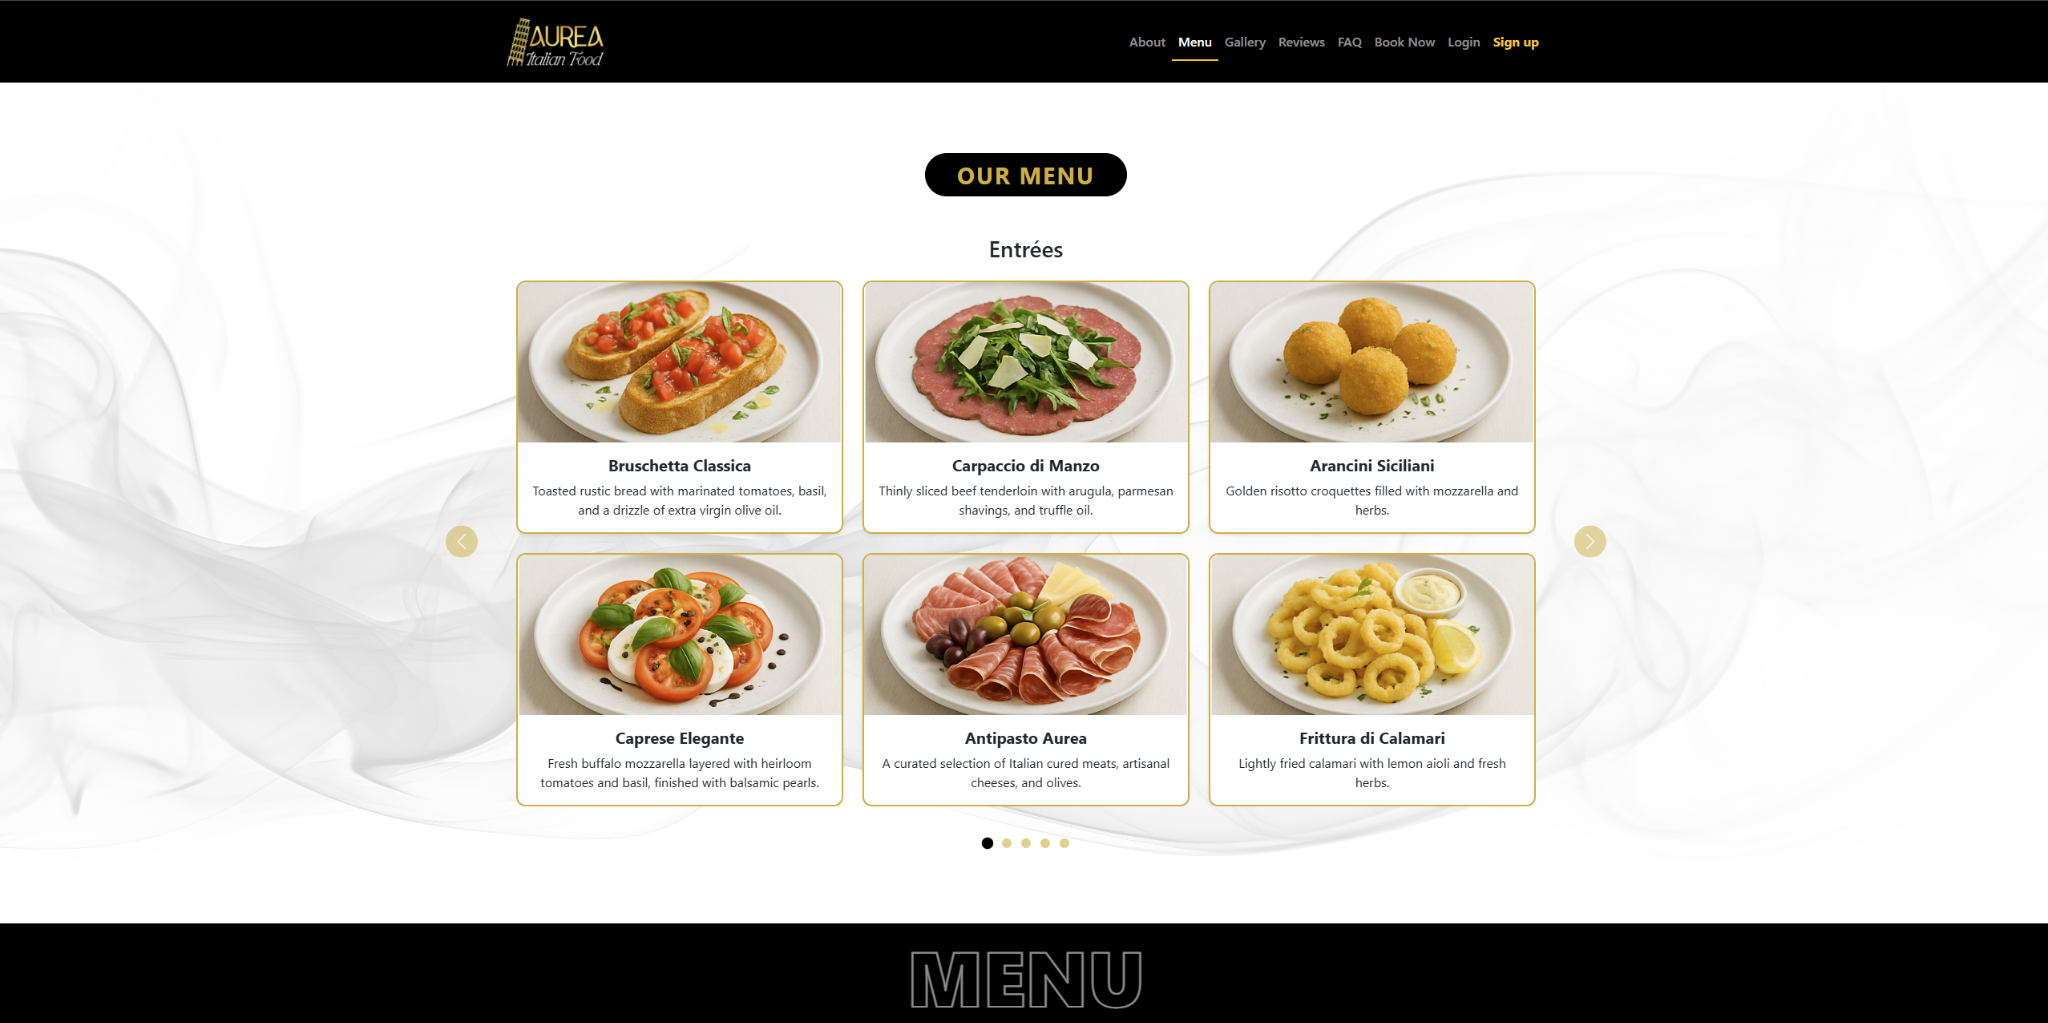 AUREA
Italian Food
About Menu Gallery Reviews FAQ Book Now Login Sign up
OUR MENU
Entrées
Bruschetta Classica
Toasted rustic bread with marinated tomatoes, basil,
and a drizzle of extra virgin olive oil.
Carpaccio di Manzo
Thinly sliced beef tenderloin with arugula, parmesan
shavings, and truffle oil.
Arancini Siciliani
Golden risotto croquettes filled with mozzarella and
herbs.
Caprese Elegante
Fresh buffalo mozzarella layered with heirloom
tomatoes and basil, finished with balsamic pearls.
Antipasto Aurea
A curated selection of Italian cured meats, artisanal
cheeses, and olives.
Frittura di Calamari
Lightly fried calamari with lemon aioli and fresh
herbs.
MENU